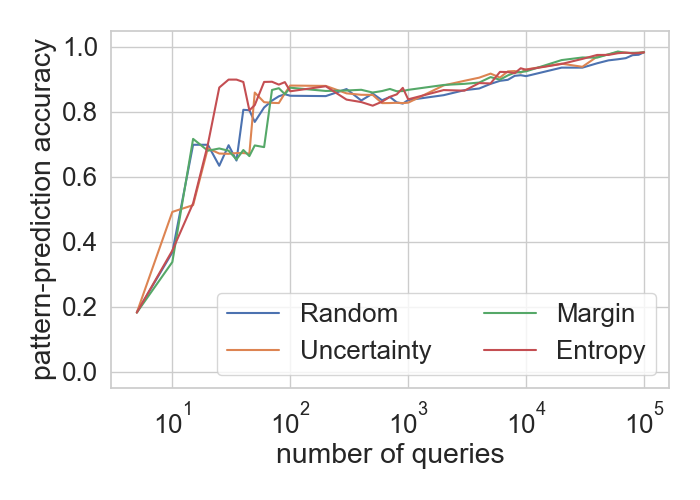 pattern-prediction accuracy
1.0
0.8
0.6
0.4
0.2
0.0
Random
Uncertainty
Margin
Entropy
10^1 10^2 10^3 10^4 10^5
number of queries